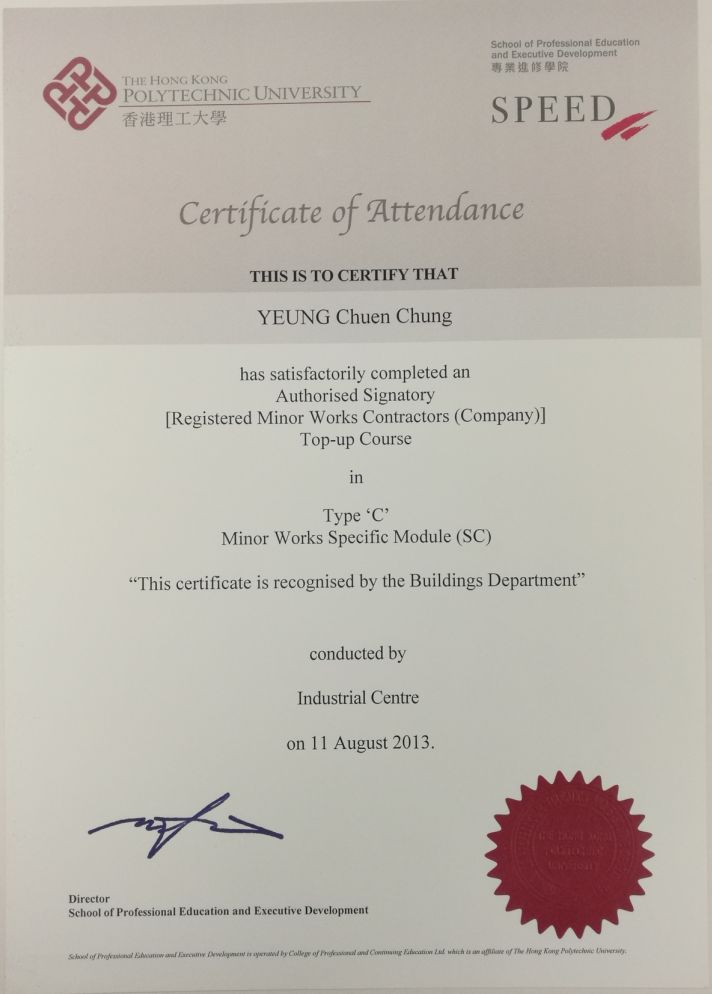 THE HONG KONG
POLYTECHNIC UNIVERSITY
香港理工大學
School of Professional Education
and Executive Development
專業進修學院
SPEED
Certificate of Attendance
THIS IS TO CERTIFY THAT
YEUNG Chuen Chung
has satisfactorily completed an
Authorised Signatory
[Registered Minor Works Contractors (Company)]
Top-up Course
in
Type ‘C’
Minor Works Specific Module (SC)
“This certificate is recognised by the Buildings Department”
conducted by
Industrial Centre
on 11 August 2013.
Director
School of Professional Education and Executive Development
School of Professional Education and Executive Development is operated by College of Professional and Continuing Education Ltd. which is an affiliate of The Hong Kong Polytechnic University.